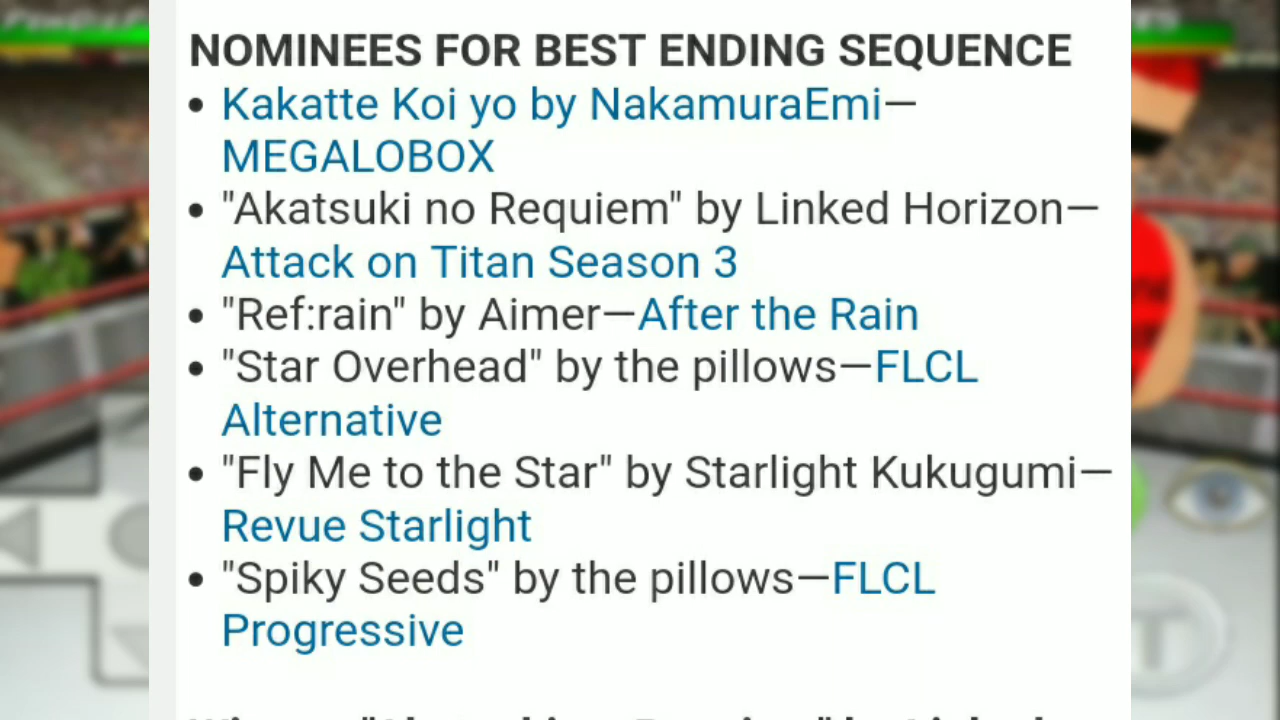 NOMINEES FOR BEST ENDING SEQUENCE
• Kakatte Koi yo by NakamuraEmi—
MEGALOBOX
• "Akatsuki no Requiem" by Linked Horizon—
Attack on Titan Season 3
• "Ref:rain" by Aimer—After the Rain
• "Star Overhead" by the pillows—FLCL
Alternative
• "Fly Me to the Star" by Starlight Kukugumi—
Revue Starlight
• "Spiky Seeds" by the pillows—FLCL
Progressive